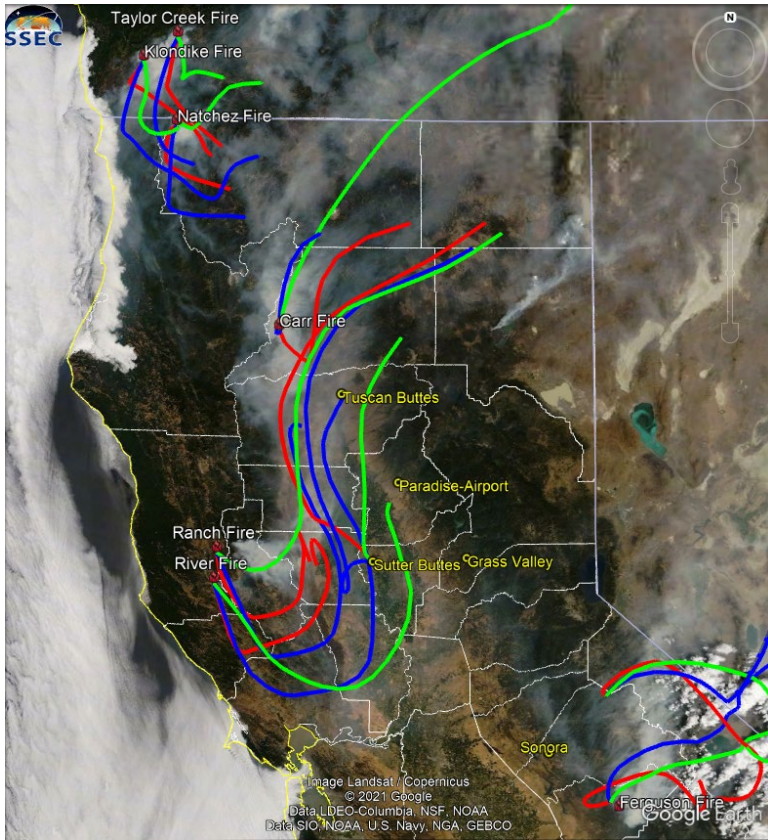 SSEC
Taylor Creek Fire
N
Klondike Fire
Natchez Fire
Carr Fire
Tuscan Buttes
Paradise-Airport
Ranch Fire
River Fire
Sutter Buttes
Grass Valley
Sonora
Image Landsat / Copernicus
© 2021 Google
Data LDEO-Columbia, NSF, NOAA
Data SIO, NOAA, U.S. Navy, NGA, GEBCO
Ferguson Fire
Google Earth